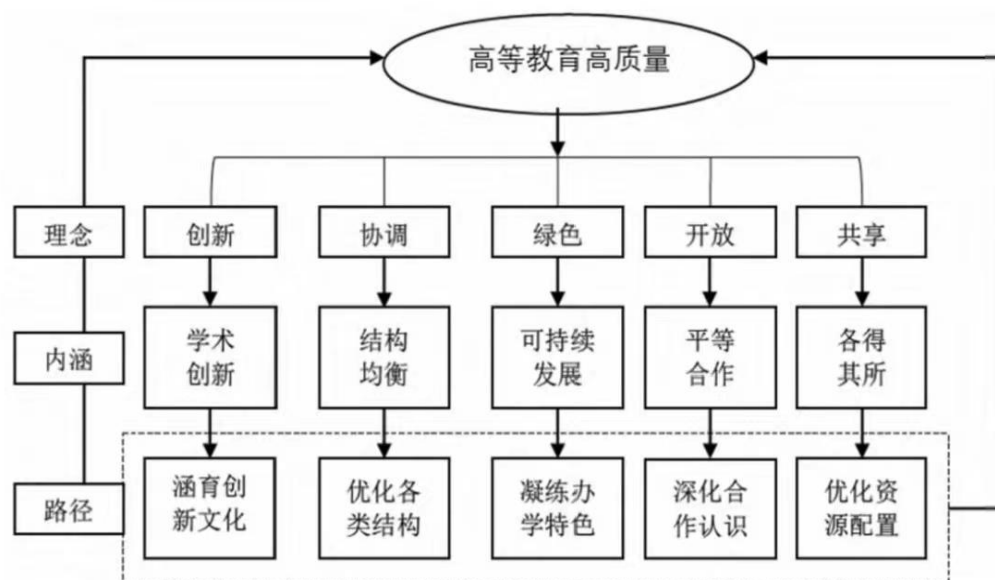 高等教育高质量
理念
创新
协调
绿色
开放
共享
内涵
学术
创新
结构
均衡
可持续
发展
平等
合作
各得
其所
路径
涵育创
新文化
优化各
类结构
凝练办
学特色
深化合
作认识
优化资
源配置